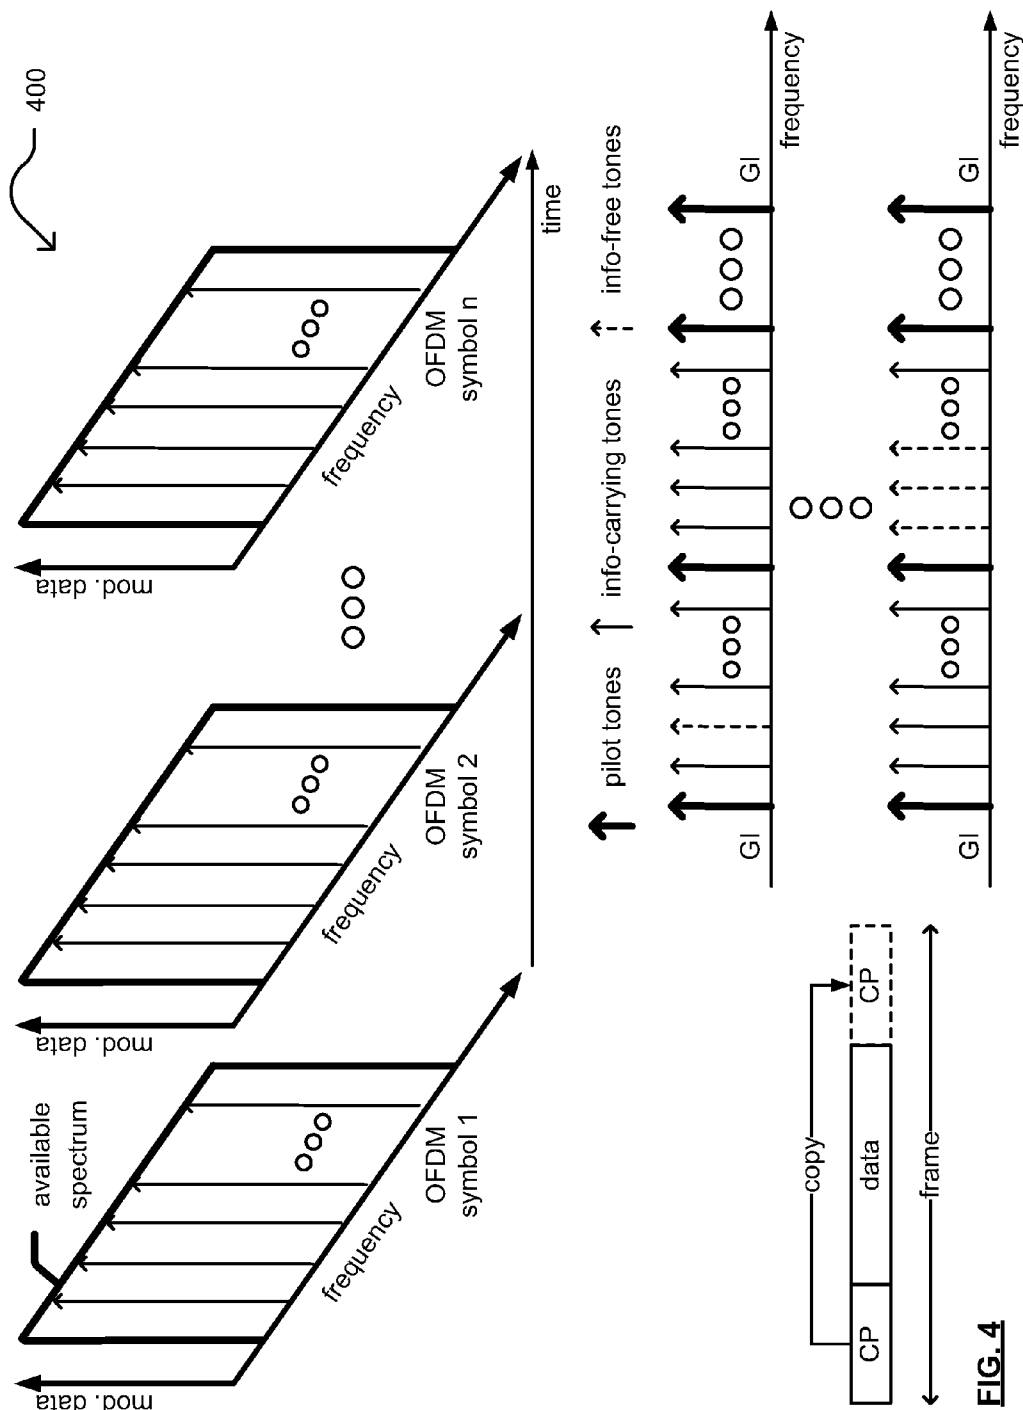 400
available
spectrum
mod. data
frequency
OFDM
symbol 1
mod. data
frequency
OFDM
symbol 2
mod. data
frequency
OFDM
symbol n
time
pilot tones
info-carrying tones
info-free tones
GI
GI
frequency
GI
GI
frequency
copy
CP
data
CP
frame
FIG. 4